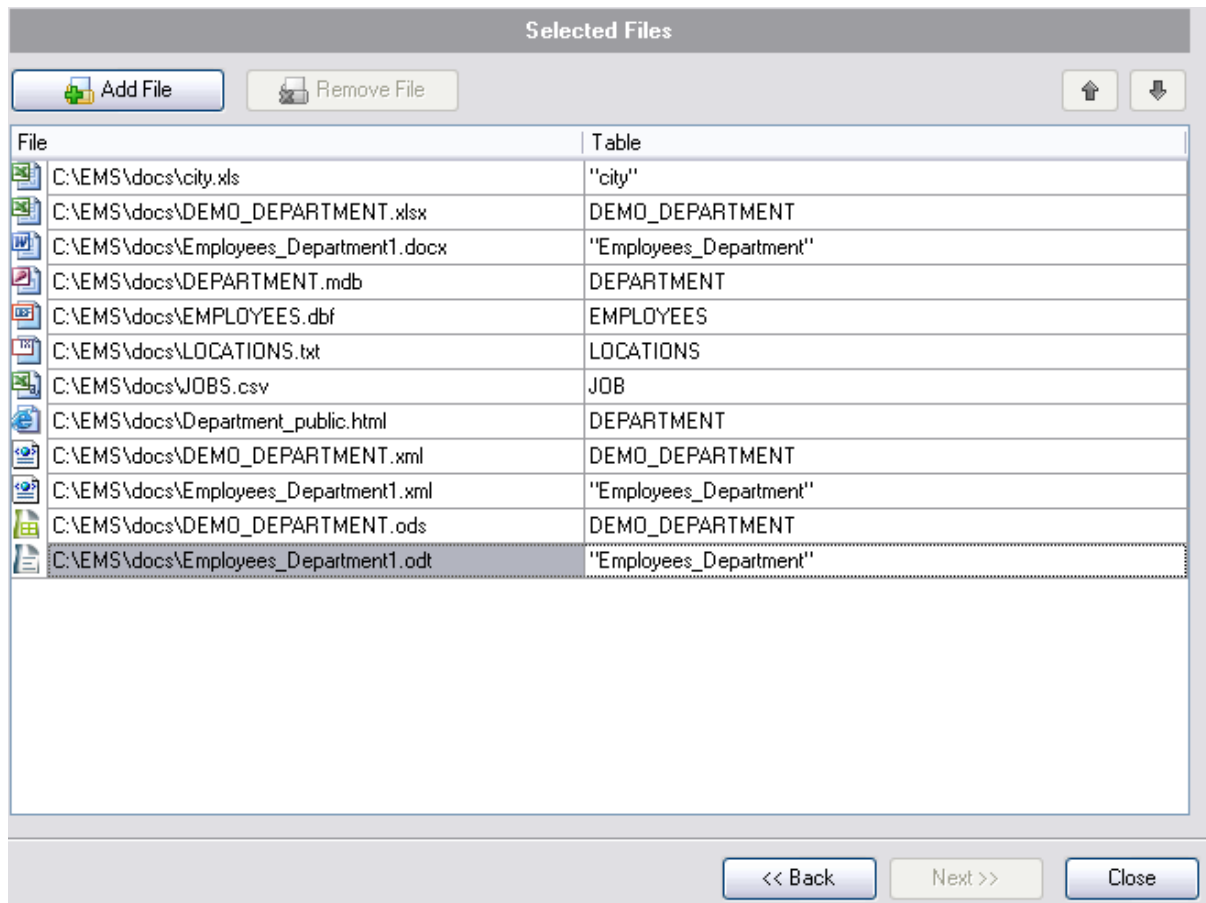 Selected Files
Add File Remove File
File Table
C:\EMS\docs\city.xls "city"
C:\EMS\docs\DEMO_DEPARTMENT.xlsx DEMO_DEPARTMENT
C:\EMS\docs\Employees_Department1.docx "Employees_Department"
C:\EMS\docs\DEPARTMENT.mdb DEPARTMENT
C:\EMS\docs\EMPLOYEES.dbf EMPLOYEES
C:\EMS\docs\LOCATIONS.txt LOCATIONS
C:\EMS\docs\JOBS.csv JOB
C:\EMS\docs\Department_public.html DEPARTMENT
C:\EMS\docs\DEMO_DEPARTMENT.xml DEMO_DEPARTMENT
C:\EMS\docs\Employees_Department1.xml "Employees_Department"
C:\EMS\docs\DEMO_DEPARTMENT.ods DEMO_DEPARTMENT
C:\EMS\docs\Employees_Department1.odt "Employees_Department"
<< Back Next >> Close